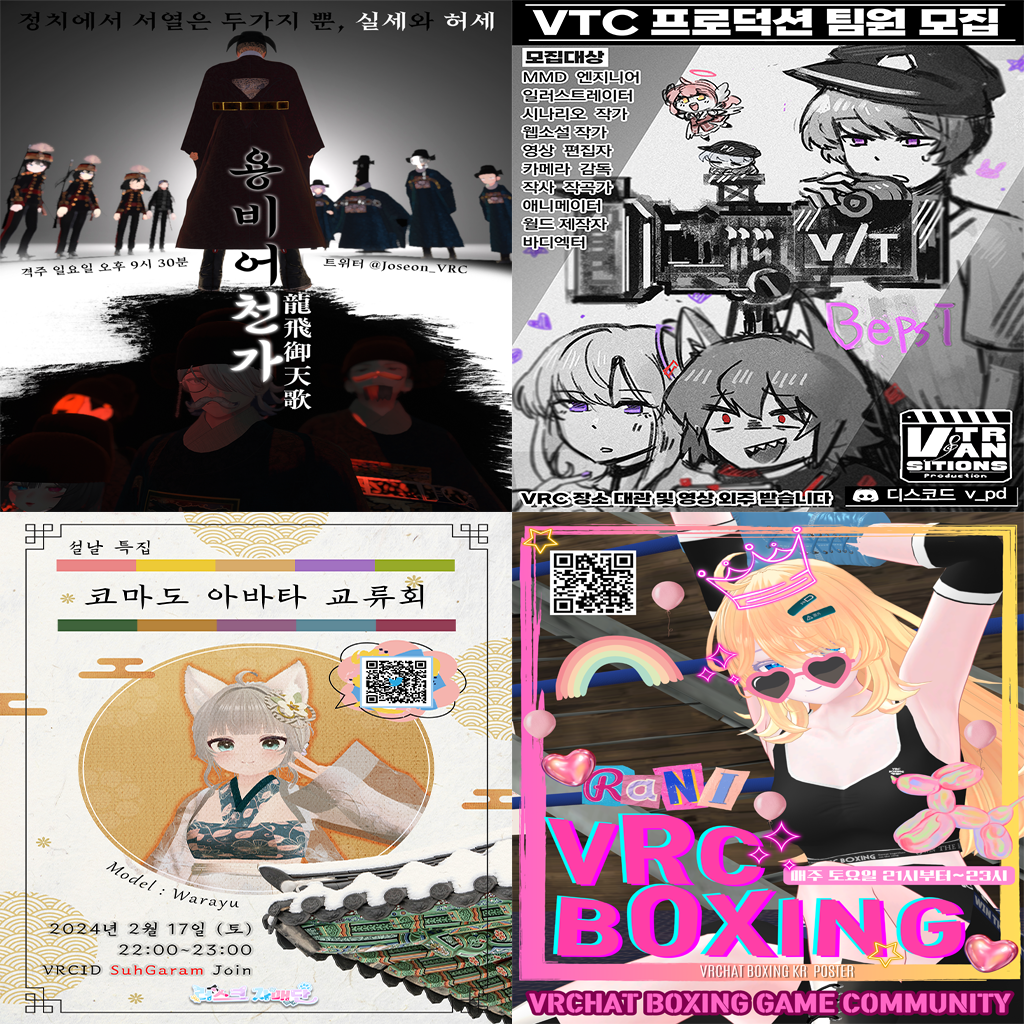 정치에서 서열은 두가지 뿐, 실세와 허세
용비어천가
龍飛御天歌
격주 일요일 오후 9시 30분
트위터 @Joseon_VRC
VTC 프로덕션 팀원 모집
모집대상
MMD 엔지니어
일러스트레이터
시나리오 작가
웹소설 작가
영상 편집자
카메라 감독
작사 작곡가
애니메이터
월드 제작자
바디엑터
PD
V/T
Bepsi
V TR
& AN
SITIONS
Production
VRC 장소 대관 및 영상 외주 받습니다
디스코드 v_pd
설날 특집
코마도 아바타 교류회
Model : Warayu
2024년 2월 17일 (토)
22:00~23:00
VRCID SuhGaram Join
RaNI
VRC
BOXING
매주 토요일 21시부터~23시
VRCHAT BOXING KR POSTER
VRCHAT BOXING GAME COMMUNITY